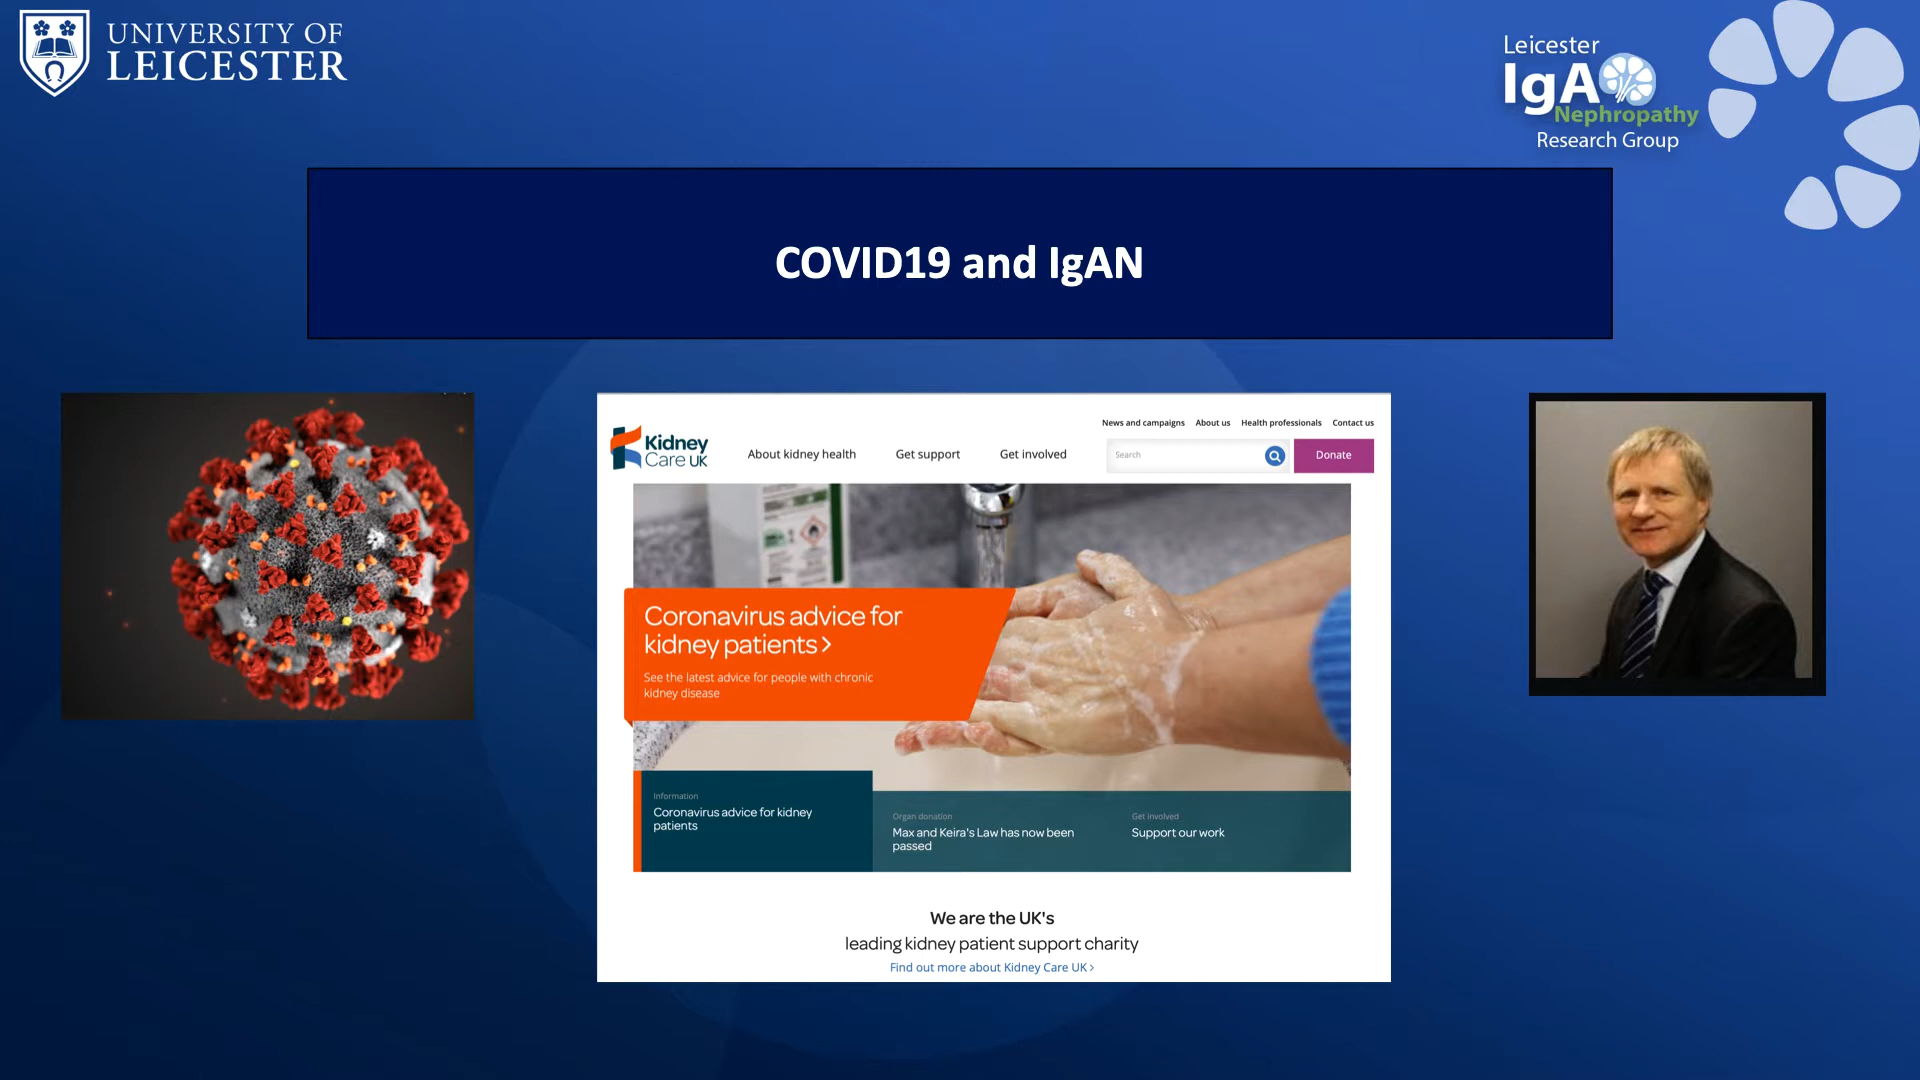 UNIVERSITY OF
LEICESTER
Leicester
IgA
Nephropathy
Research Group
COVID19 and IgAN
News and campaigns About us Health professionals Contact us
Kidney
Care UK
About kidney health Get support Get involved
Search
Donate
Coronavirus advice for
kidney patients >
See the latest advice for people with chronic
kidney disease
Information
Coronavirus advice for kidney
patients
Organ donation
Max and Keira's Law has now been
passed
Get involved
Support our work
We are the UK's
leading kidney patient support charity
Find out more about Kidney Care UK >